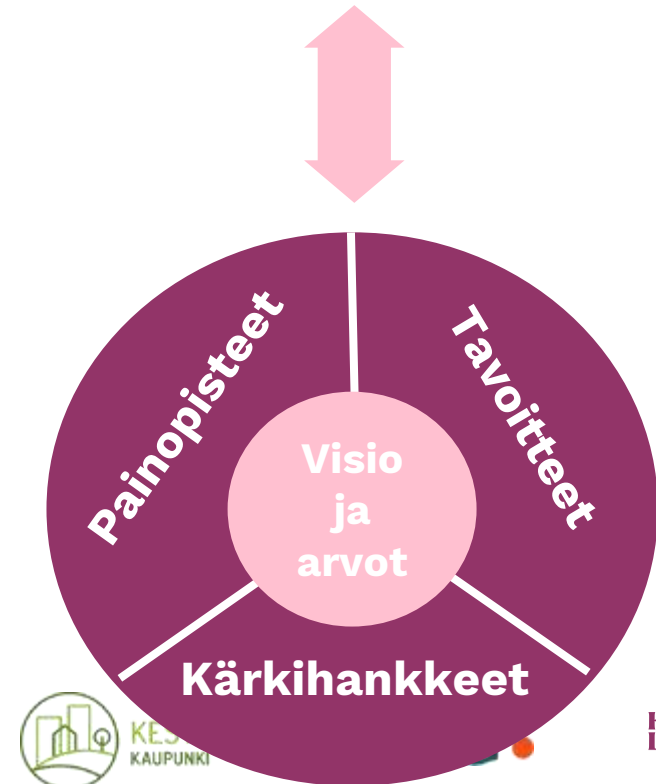 Painopisteet
Tavoitteet
Visio
ja
arvot
Kärkihankkeet
KAUPUNKI